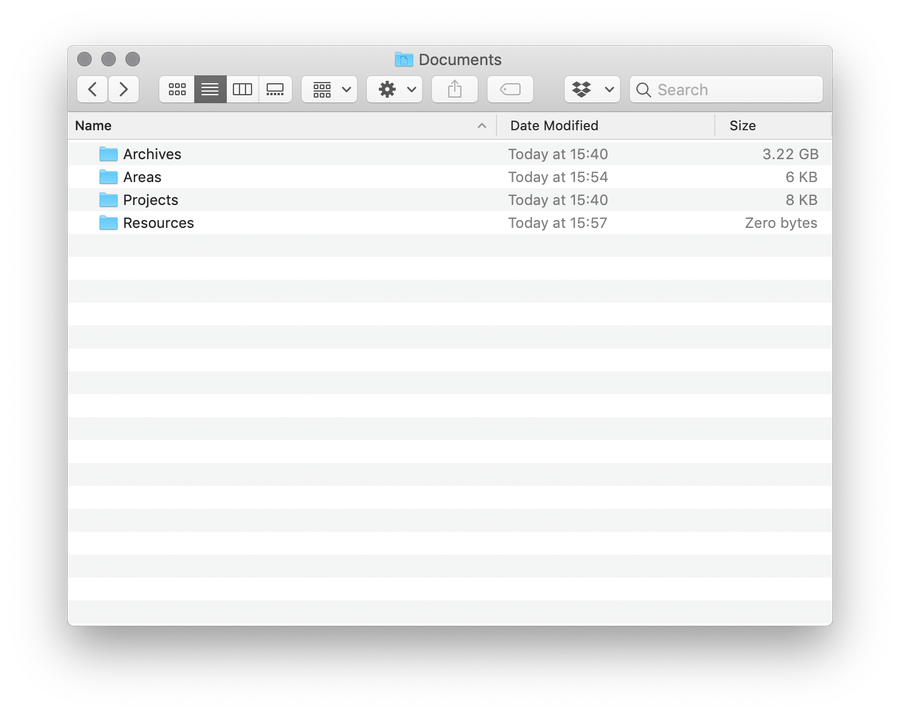 Documents
Search
Name Date Modified Size
Archives Today at 15:40 3.22 GB
Areas Today at 15:54 6 KB
Projects Today at 15:40 8 KB
Resources Today at 15:57 Zero bytes